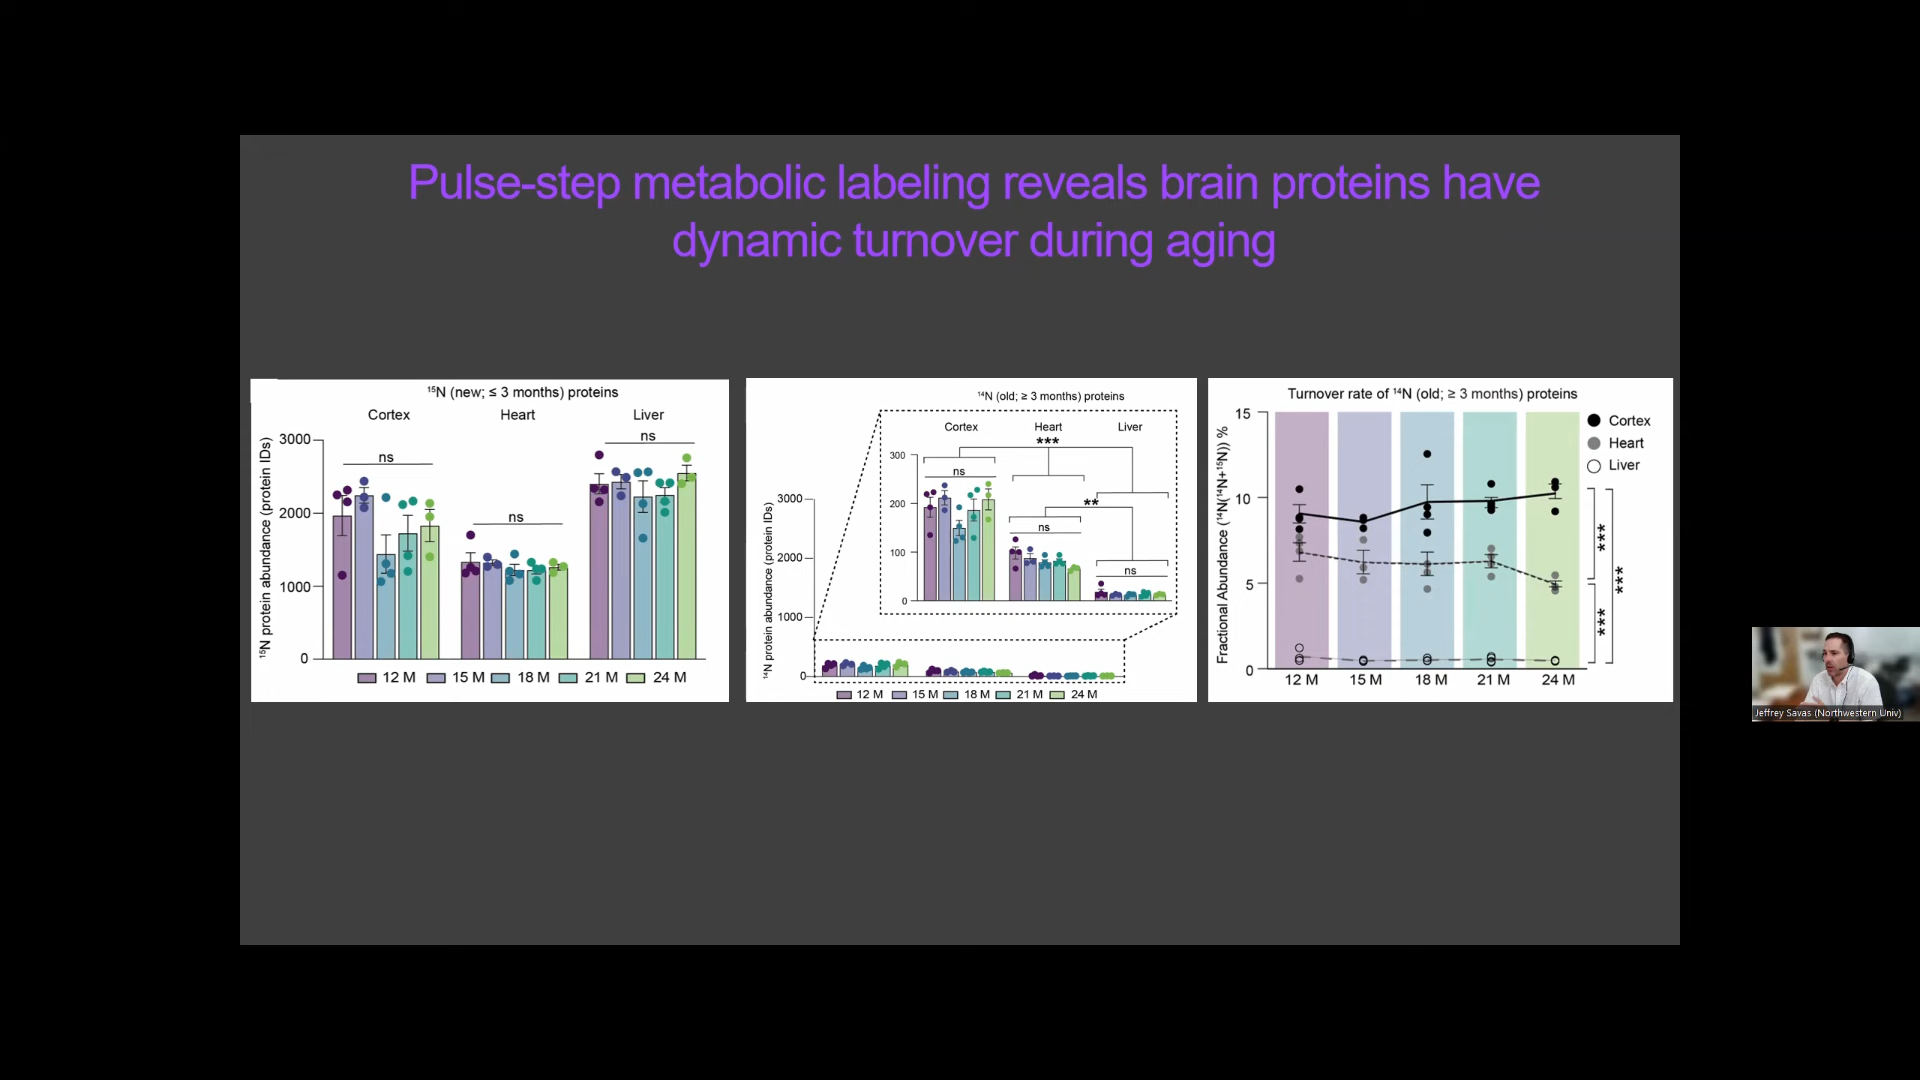 Pulse-step metabolic labeling reveals brain proteins have
dynamic turnover during aging
¹⁵N (new; ≤ 3 months) proteins
Cortex Heart Liver
¹⁵N protein abundance (protein IDs)
3000
2000
1000
0
ns
ns
ns
12 M 15 M 18 M 21 M 24 M
¹⁴N (old; ≥ 3 months) proteins
¹⁴N protein abundance (protein IDs)
3000
2000
1000
0
Cortex Heart Liver
300
200
100
0
***
ns
**
ns
ns
12 M 15 M 18 M 21 M 24 M
Turnover rate of ¹⁴N (old; ≥ 3 months) proteins
Fractional Abundance (¹⁴N(¹⁴N+¹⁵N)) %
15
10
5
0
Cortex
Heart
Liver
***
***
***
12 M 15 M 18 M 21 M 24 M
Jeffrey Savas (Northwestern Univ)